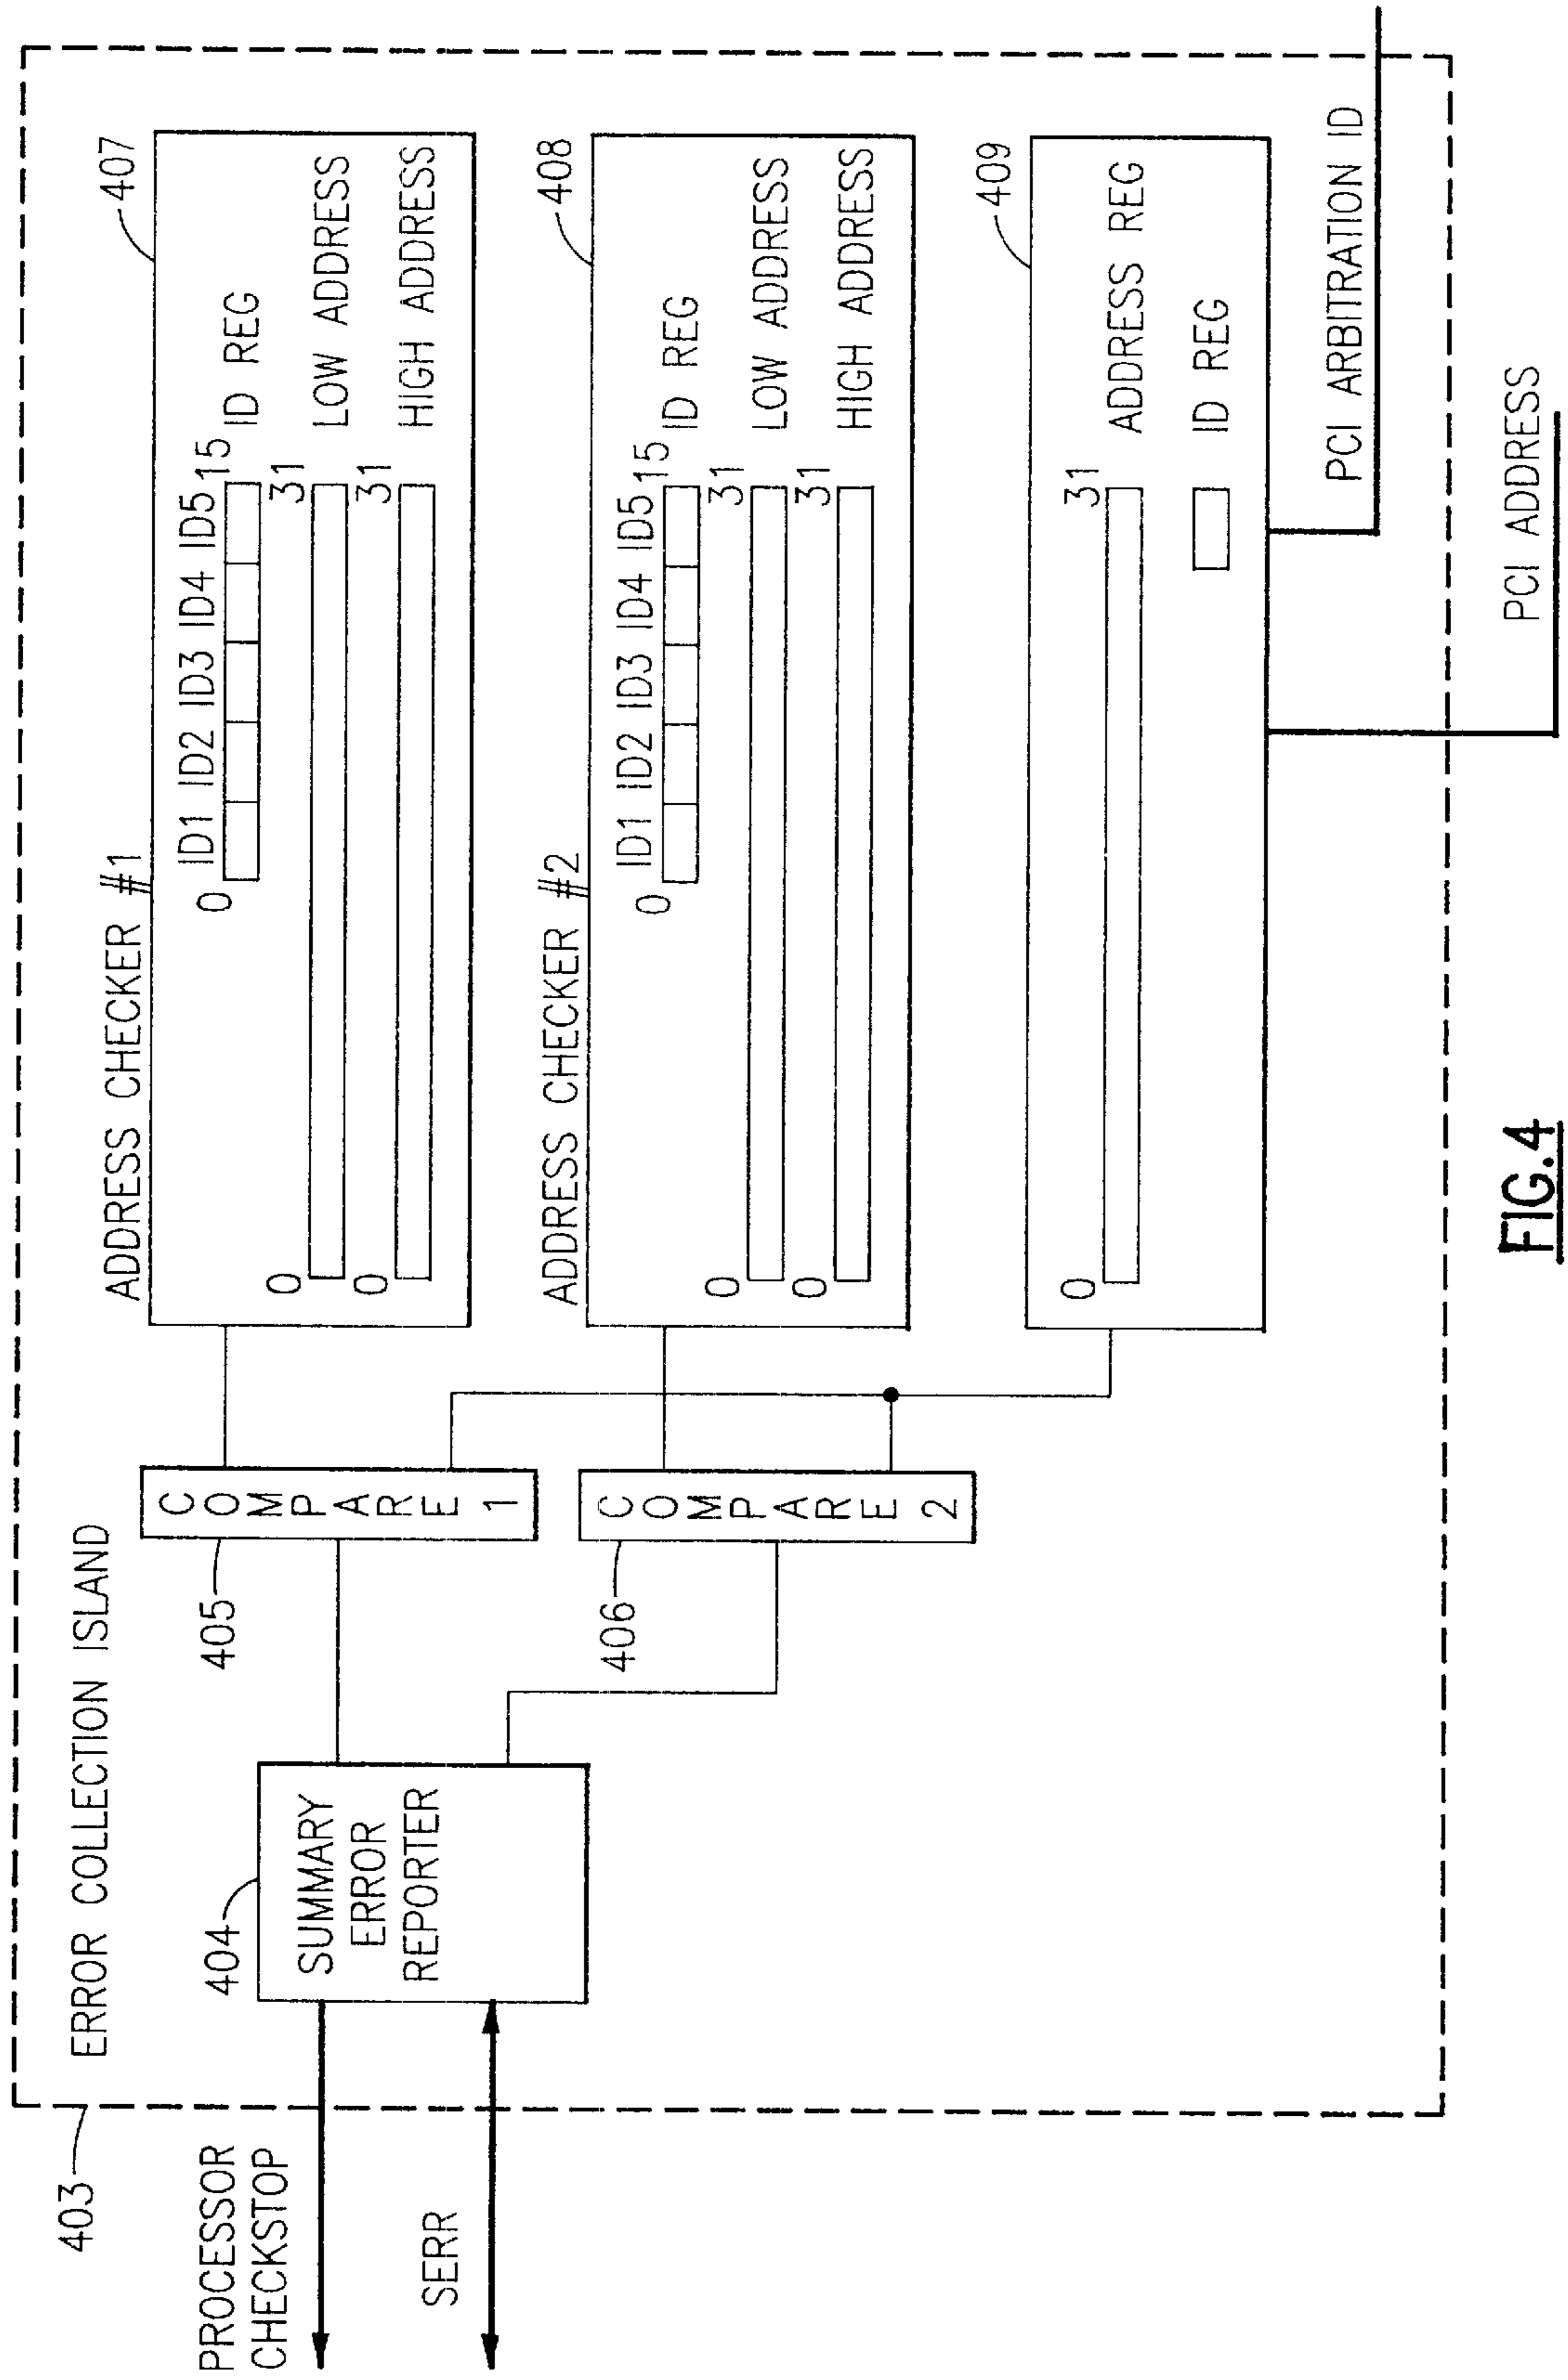 403
ERROR COLLECTION ISLAND
PROCESSOR
CHECKSTOP
SERR
404
SUMMARY
ERROR
REPORTER
405
COMPARE 1
406
COMPARE 2
ADDRESS CHECKER #1
407
ID1 ID2 ID3 ID4 ID5
0 15 ID REG
0 31 LOW ADDRESS
0 31 HIGH ADDRESS
ADDRESS CHECKER #2
408
ID1 ID2 ID3 ID4 ID5
0 15 ID REG
0 31 LOW ADDRESS
0 31 HIGH ADDRESS
409
0 31 ADDRESS REG
ID REG
PCI ARBITRATION ID
PCI ADDRESS
FIG.4